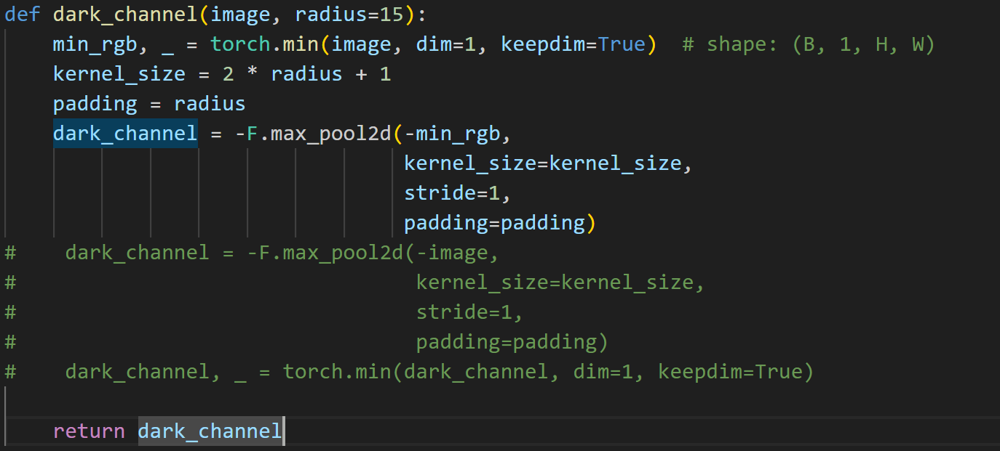 def dark_channel(image, radius=15):
    min_rgb, _ = torch.min(image, dim=1, keepdim=True)  # shape: (B, 1, H, W)
    kernel_size = 2 * radius + 1
    padding = radius
    dark_channel = -F.max_pool2d(-min_rgb,
                                 kernel_size=kernel_size,
                                 stride=1,
                                 padding=padding)
#    dark_channel = -F.max_pool2d(-image,
#                                 kernel_size=kernel_size,
#                                 stride=1,
#                                 padding=padding)
#    dark_channel, _ = torch.min(dark_channel, dim=1, keepdim=True)

    return dark_channel